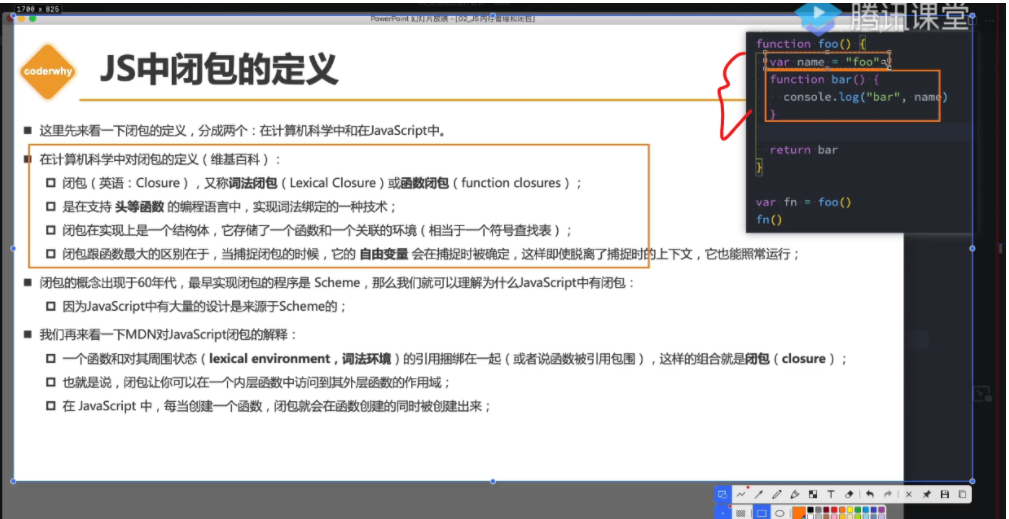 1700 x 825
PowerPoint 幻灯片放映 - [02_JS内存管理和闭包]
腾讯课堂
coderwhy
JS中闭包的定义
■ 这里先来看一下闭包的定义，分成两个：在计算机科学中和在JavaScript中。
■ 在计算机科学中对闭包的定义（维基百科）：
闭包（英语：Closure），又称词法闭包（Lexical Closure）或函数闭包（function closures）；
是在支持 头等函数 的编程语言中，实现词法绑定的一种技术；
闭包在实现上是一个结构体，它存储了一个函数和一个关联的环境（相当于一个符号查找表）；
闭包跟函数最大的区别在于，当捕捉闭包的时候，它的 自由变量 会在捕捉时被确定，这样即使脱离了捕捉时的上下文，它也能照常运行；
■ 闭包的概念出现于60年代，最早实现闭包的程序是 Scheme，那么我们就可以理解为什么JavaScript中有闭包：
因为JavaScript中有大量的设计是来源于Scheme的；
■ 我们再来看一下MDN对JavaScript闭包的解释：
一个函数和对其周围状态（lexical environment，词法环境）的引用捆绑在一起（或者说函数被引用包围），这样的组合就是闭包（closure）；
也就是说，闭包让你可以在一个内层函数中访问到其外层函数的作用域；
在 JavaScript 中，每当创建一个函数，闭包就会在函数创建的同时被创建出来；
function foo() {
var name = "foo"
function bar() {
console.log("bar", name)
}
return bar
}
var fn = foo()
fn()